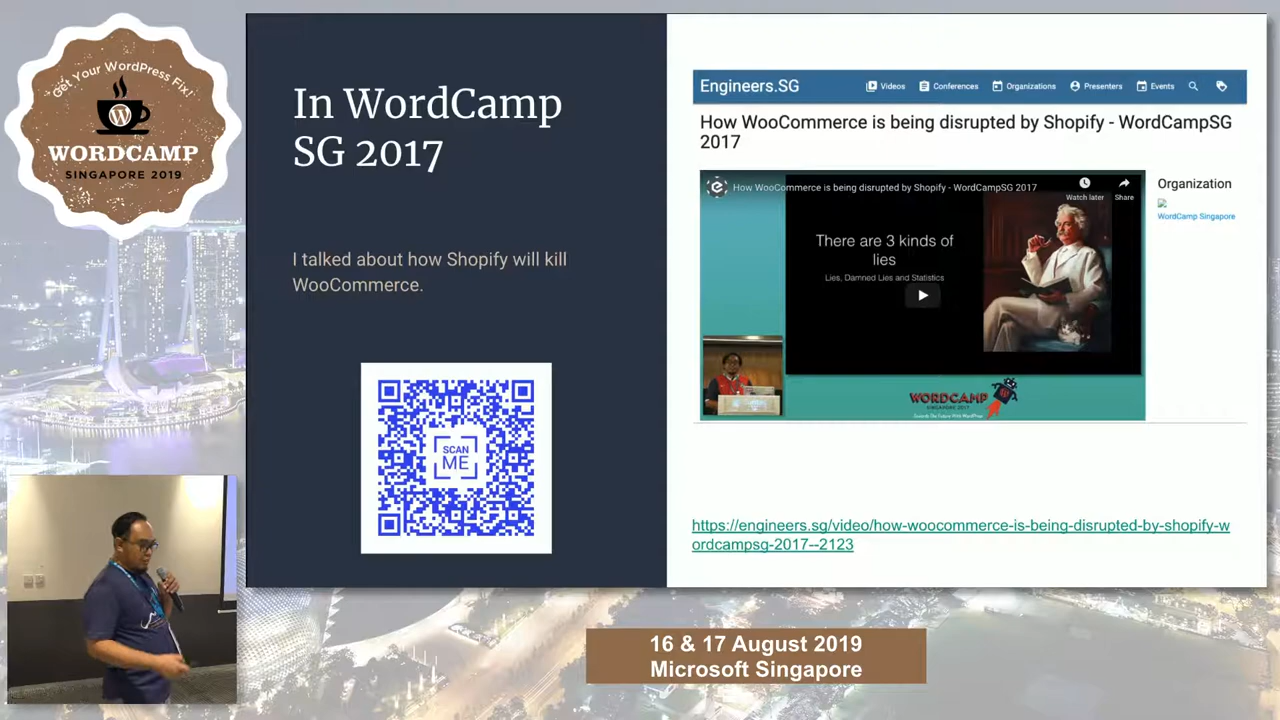 Get Your WordPress Fix!
WORDCAMP
SINGAPORE 2019
In WordCamp
SG 2017
I talked about how Shopify will kill
WooCommerce.
SCAN
ME
Engineers.SG
Videos
Conferences
Organizations
Presenters
Events
How WooCommerce is being disrupted by Shopify - WordCampSG
2017
How WooCommerce is being disrupted by Shopify - WordCampSG 2017
Watch later
Share
There are 3 kinds of
lies
Lies, Damned Lies and Statistics
WORDCAMP
SINGAPORE 2017
Organization
WordCamp Singapore
https://engineers.sg/video/how-woocommerce-is-being-disrupted-by-shopify-w
ordcampsg-2017--2123
16 & 17 August 2019
Microsoft Singapore